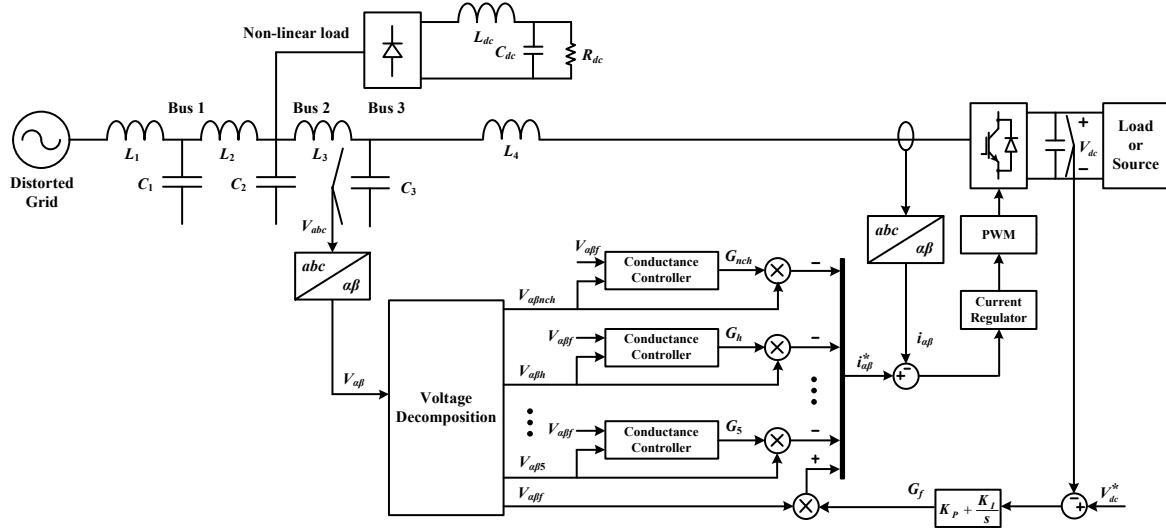 Non-linear load
L_dc
C_dc
R_dc
Bus 1
Bus 2
Bus 3
L_1
L_2
L_3
L_4
Distorted
Grid
C_1
C_2
C_3
+
V_dc
−
Load
or
Source
V_abc
abc
αβ
abc
αβ
PWM
Current
Regulator
V_αβf
Conductance
Controller
G_nch
−
V_αβnch
V_αβf
Conductance
Controller
G_h
−
V_αβh
i_αβ
i*_αβ
+
−
V_αβ
Voltage
Decomposition
V_αβf
Conductance
Controller
G_5
−
V_αβ5
+
V_αβf
G_f
K_P + K_I/s
−
+
V*_dc